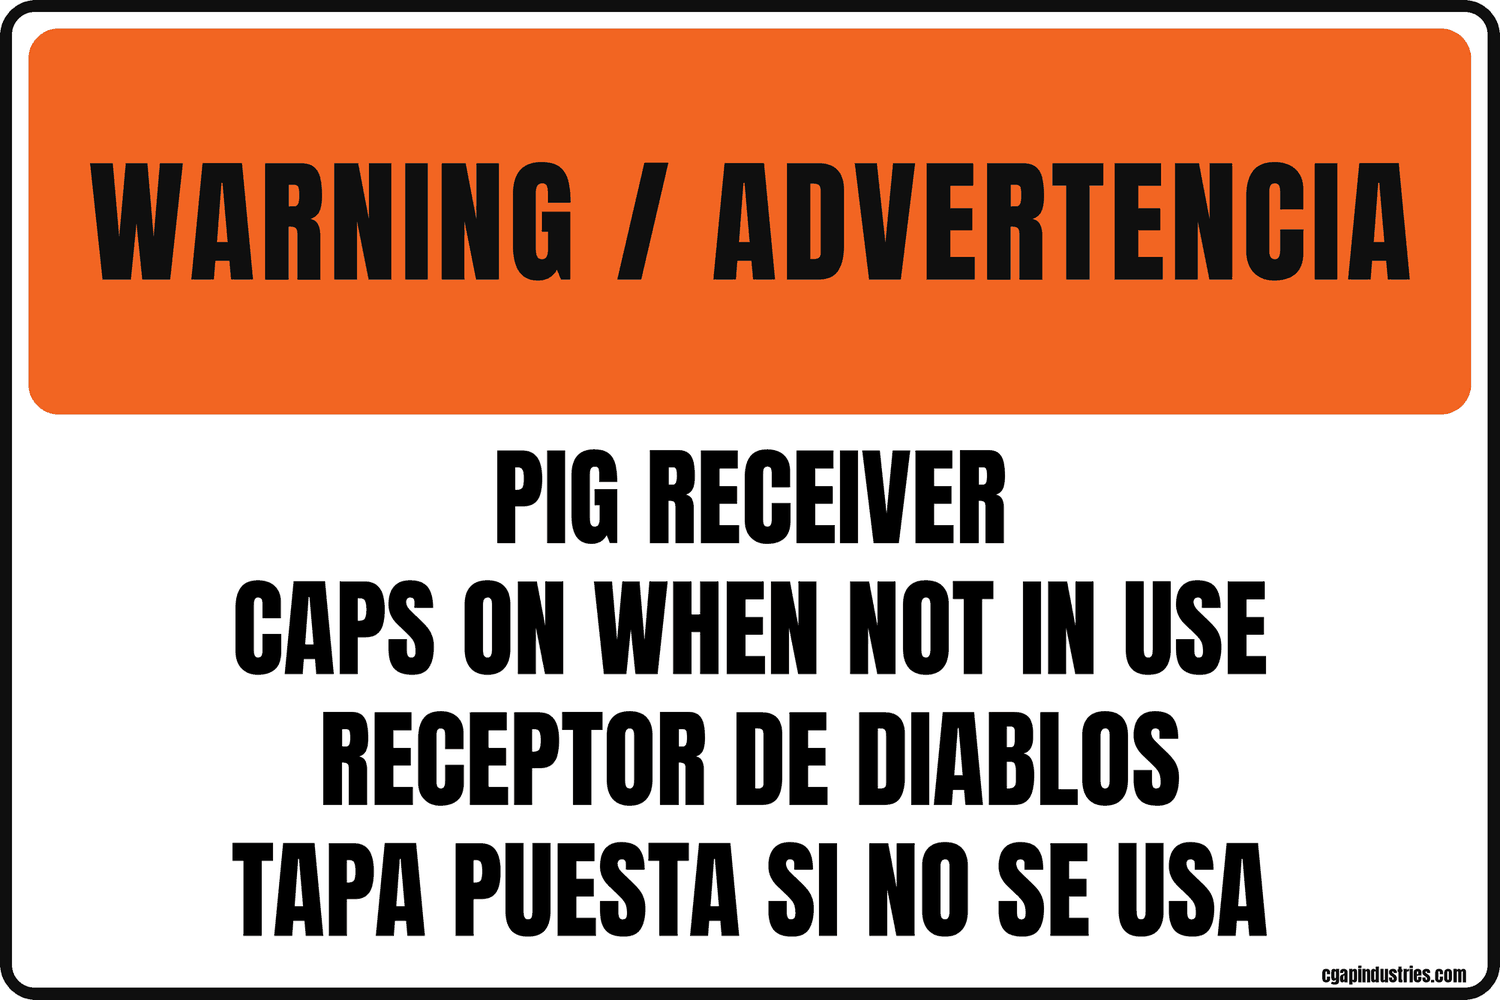 WARNING / ADVERTENCIA
PIG RECEIVER
CAPS ON WHEN NOT IN USE
RECEPTOR DE DIABLOS
TAPA PUESTA SI NO SE USA
cgapindustries.com